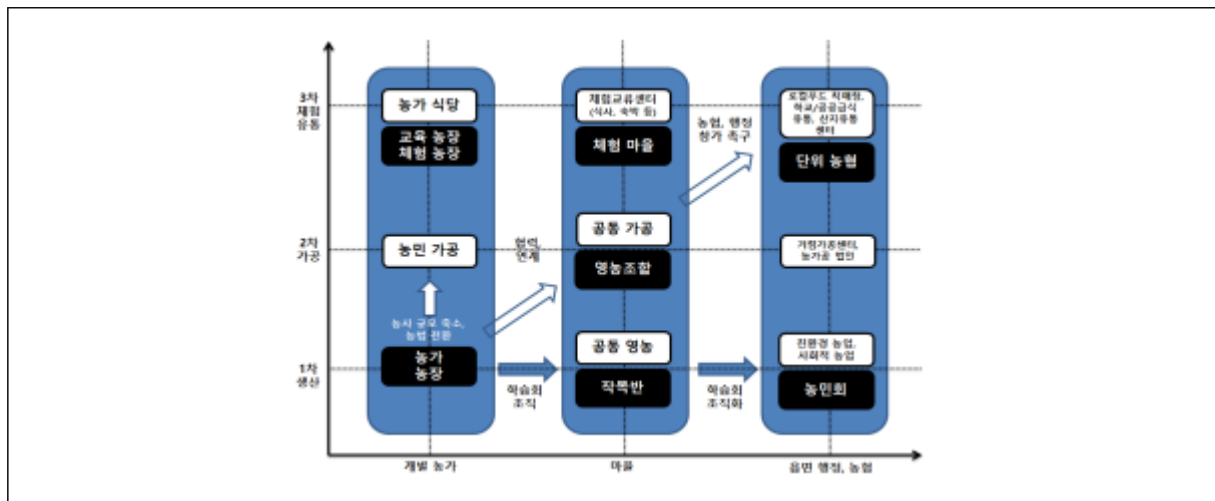 3차
체험
유통
농가 식당
교육 농장
체험 농장
체험교류센터
(식사, 숙박 등)
체험 마을
농협, 행정
참가 촉구
로컬푸드 직매장,
학교/공공급식
유통, 산지유통
센터
단위 농협
2차
가공
농민 가공
협력,
연계
공동 가공
영농조합
거점가공센터,
농가공 법인
농사 규모 축소,
농법 전환
1차
생산
농가
농장
학습회
조직
공동 영농
작목반
학습회
조직화
친환경 농업,
사회적 농업
농민회
개별 농가
마을
읍면 행정, 농협